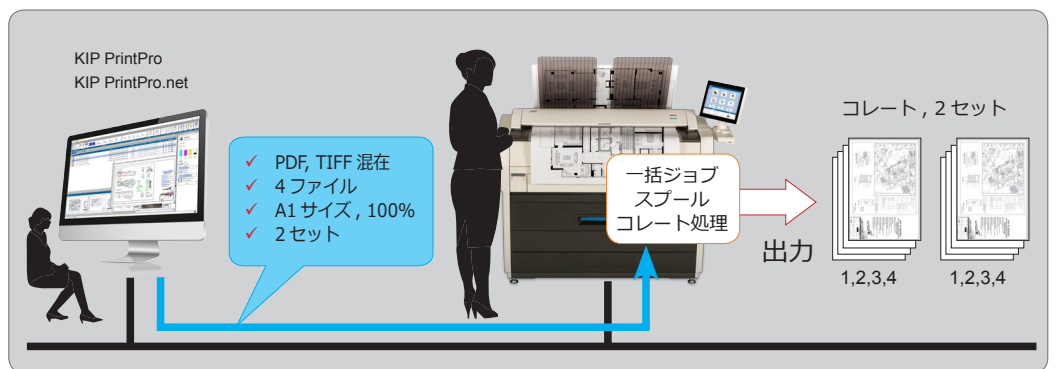 KIP PrintPro
KIP PrintPro.net
✓ PDF, TIFF 混在
✓ 4 ファイル
✓ A1 サイズ , 100%
✓ 2 セット
一括ジョブ
スプール
コレート処理
出力
コレート , 2 セット
1,2,3,4
1,2,3,4